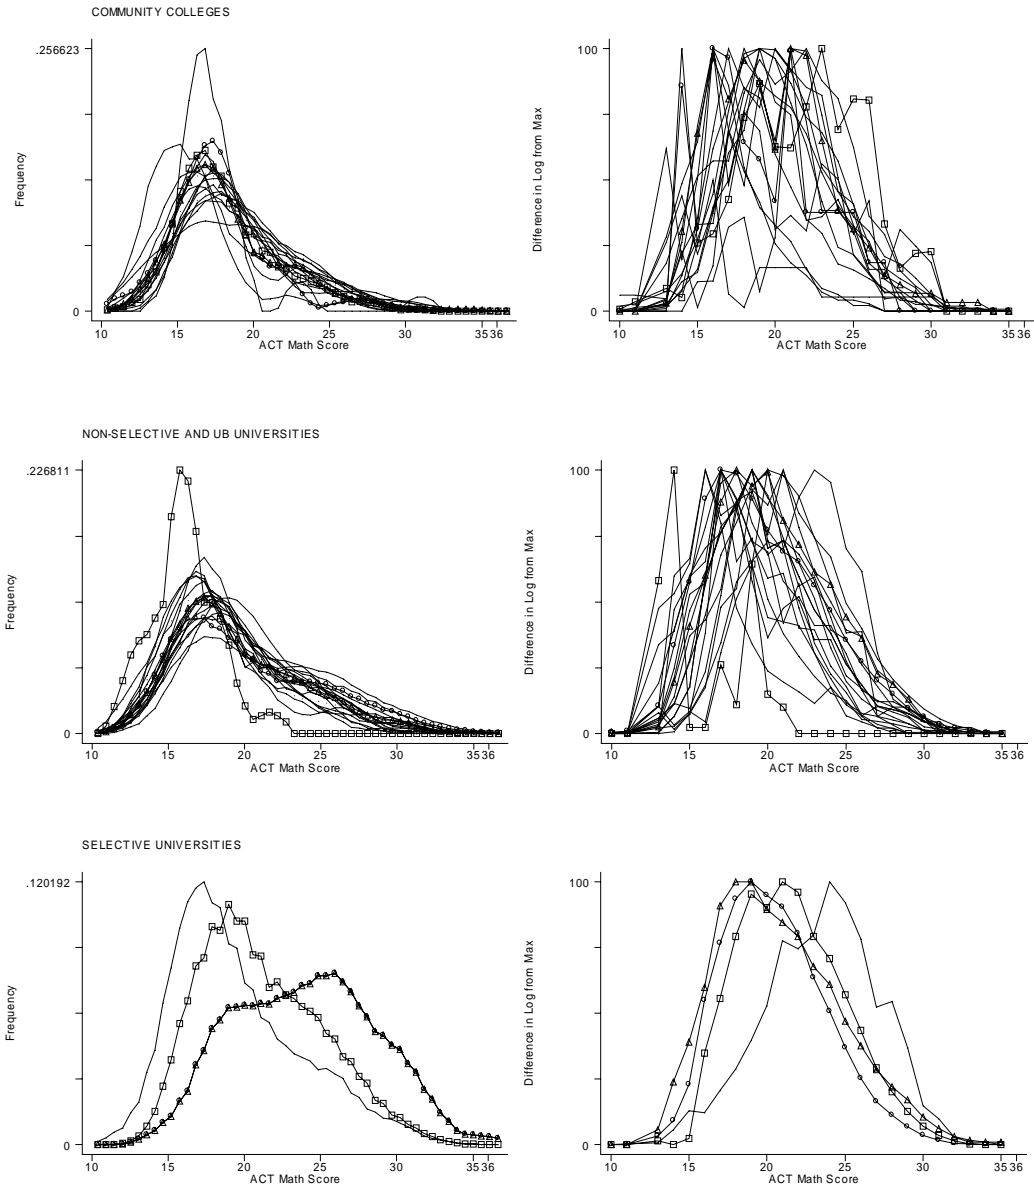 COMMUNITY COLLEGES
.256623
Frequency
0
10 15 20 25 30 35 36
ACT Math Score
100
Difference in Log from Max
0
10 15 20 25 30 35 36
ACT Math Score
NON-SELECTIVE AND UB UNIVERSITIES
.226811
Frequency
0
10 15 20 25 30 35 36
ACT Math Score
100
Difference in Log from Max
0
10 15 20 25 30 35 36
ACT Math Score
SELECTIVE UNIVERSITIES
.120192
Frequency
0
10 15 20 25 30 35 36
ACT Math Score
100
Difference in Log from Max
0
10 15 20 25 30 35 36
ACT Math Score